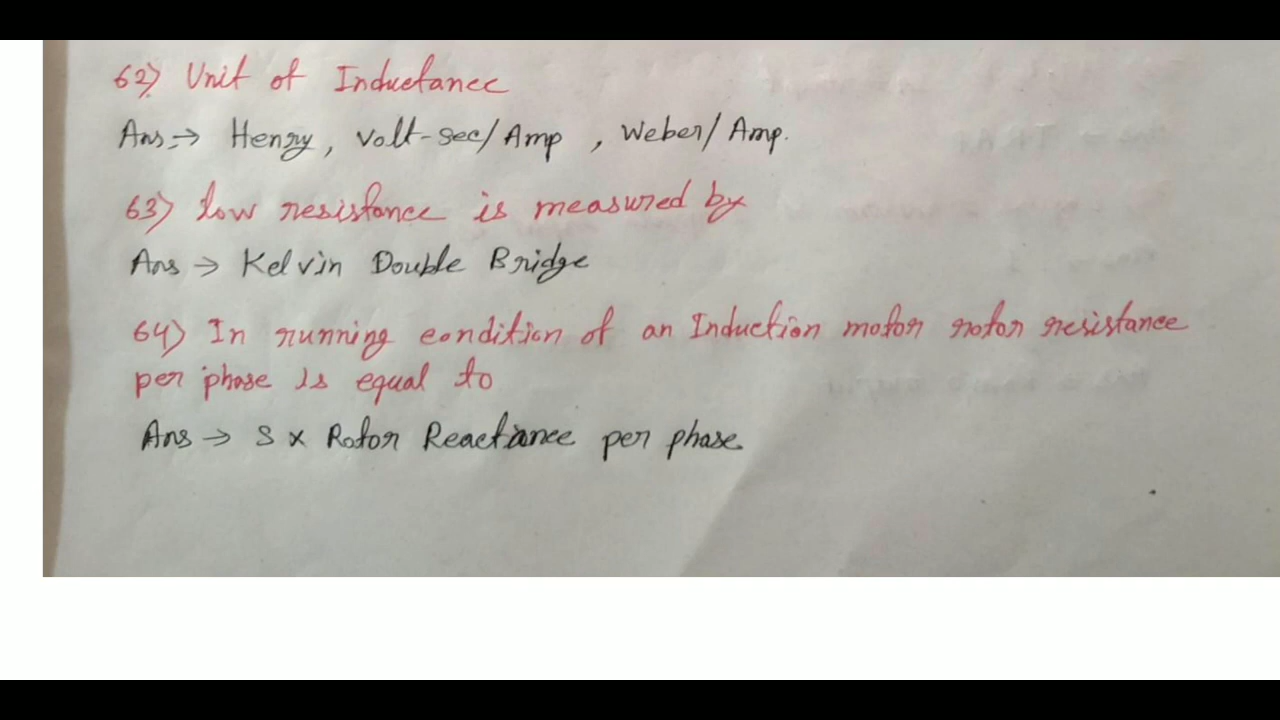 62) Unit of Inductance
Ans → Henry, Volt-sec/Amp , Weber/Amp.
63) low resistance is measured by
Ans → Kelvin Double Bridge
64) In running condition of an Induction motor rotor resistance
per phase is equal to
Ans → S x Rotor Reactance per phase